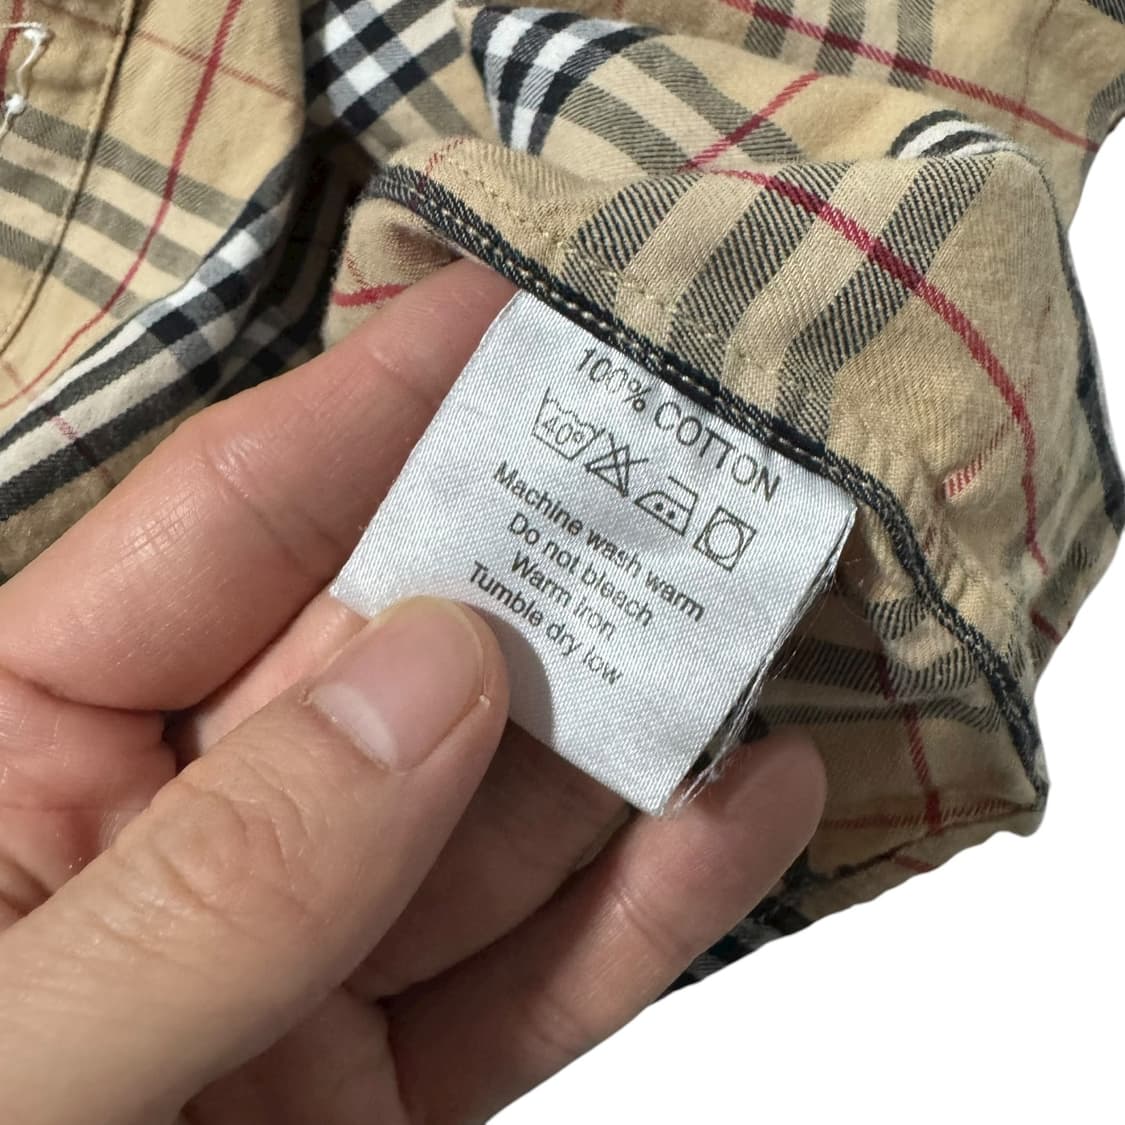 100% COTTON
40°
Machine wash warm
Do not bleach
Warm iron
Tumble dry low